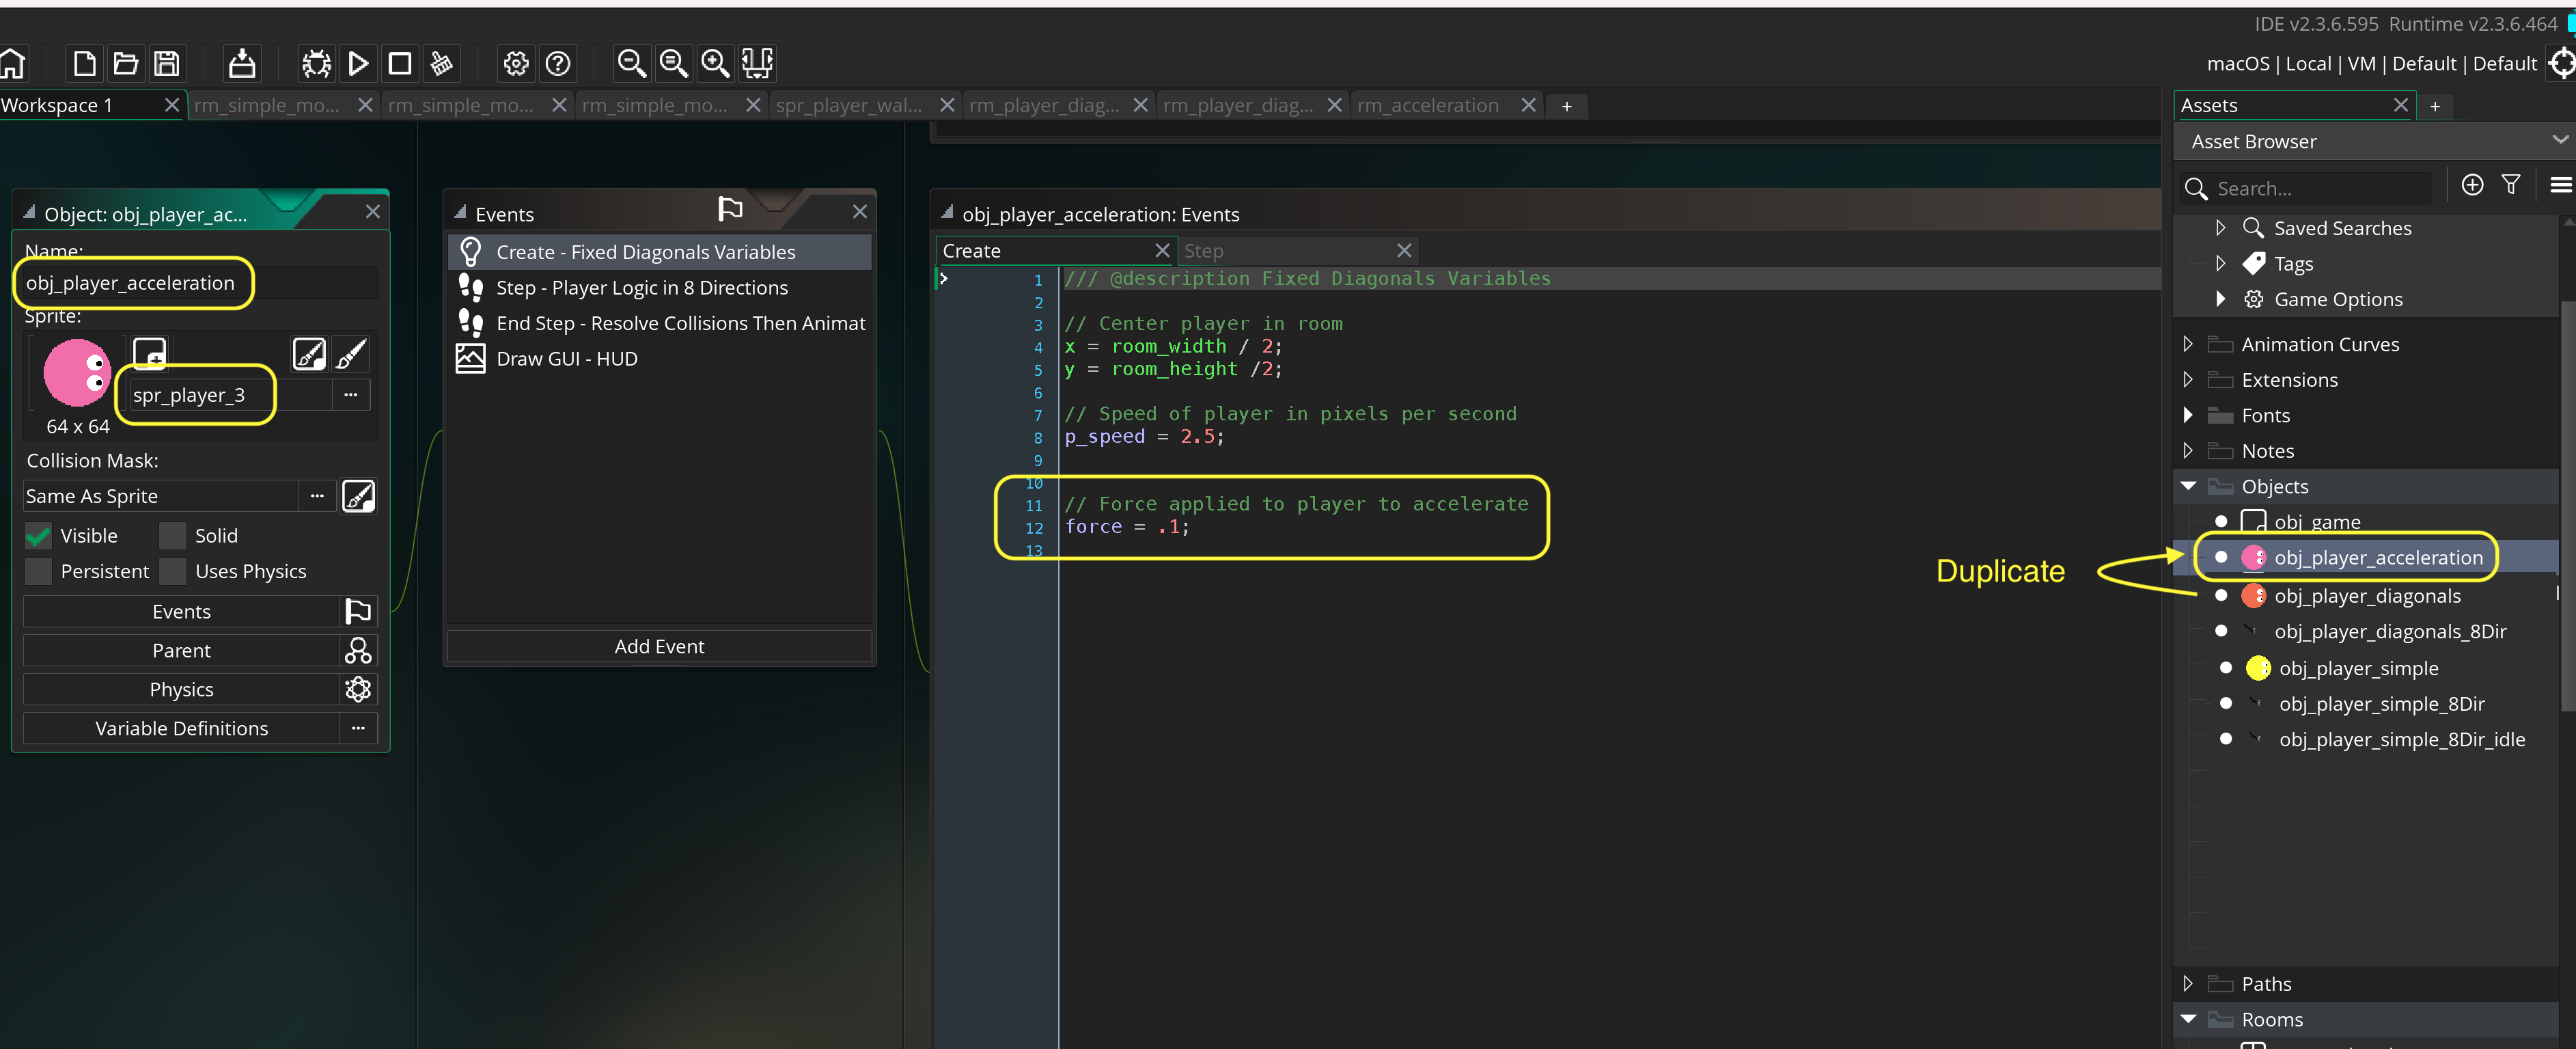 IDE v2.3.6.595 Runtime v2.3.6.464
macOS | Local | VM | Default | Default
Workspace 1
rm_simple_mo...
rm_simple_mo...
rm_simple_mo...
spr_player_wal...
rm_player_diag...
rm_player_diag...
rm_acceleration
+
Assets
+
Asset Browser
Search...
Saved Searches
Tags
Game Options
Animation Curves
Extensions
Fonts
Notes
Objects
obj_game
obj_player_acceleration
obj_player_diagonals
obj_player_diagonals_8Dir
obj_player_simple
obj_player_simple_8Dir
obj_player_simple_8Dir_idle
Paths
Rooms
Duplicate
Object: obj_player_ac...
Name:
obj_player_acceleration
Sprite:
spr_player_3
...
64 x 64
Collision Mask:
Same As Sprite
...
Visible
Solid
Persistent
Uses Physics
Events
Parent
Physics
Variable Definitions
...
Events
Create - Fixed Diagonals Variables
Step - Player Logic in 8 Directions
End Step - Resolve Collisions Then Animat
Draw GUI - HUD
Add Event
obj_player_acceleration: Events
Create
Step
1 /// @description Fixed Diagonals Variables
2
3 // Center player in room
4 x = room_width / 2;
5 y = room_height /2;
6
7 // Speed of player in pixels per second
8 p_speed = 2.5;
9
10
11 // Force applied to player to accelerate
12 force = .1;
13